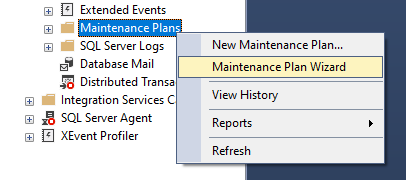 Extended Events
Maintenance Plans
SQL Server Logs
Database Mail
Distributed Transa
Integration Services C
SQL Server Agent
XEvent Profiler
New Maintenance Plan...
Maintenance Plan Wizard
View History
Reports
Refresh